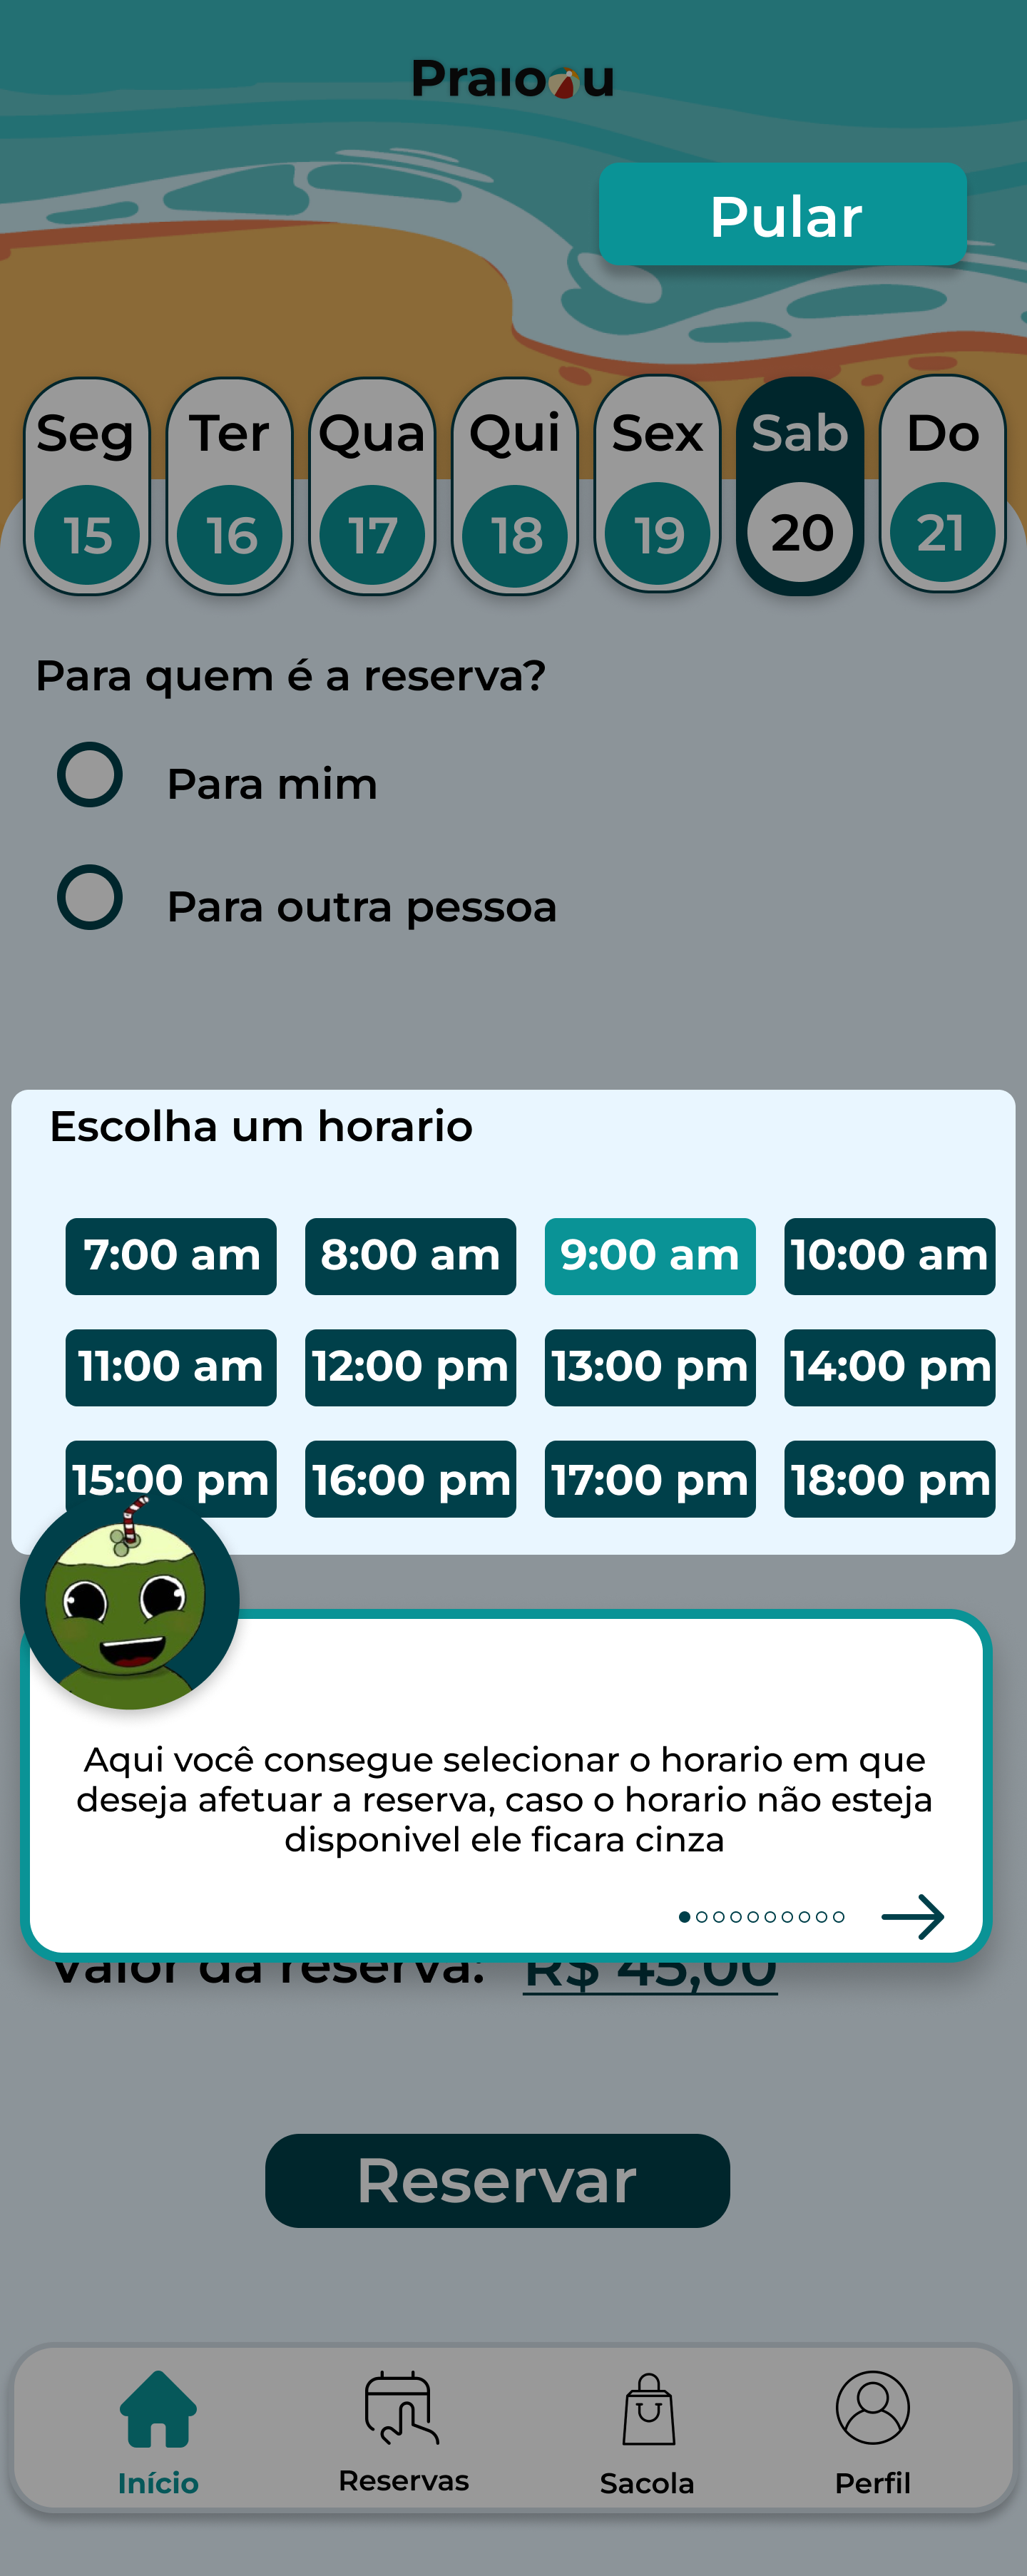 Praiou
Pular
Seg Ter Qua Qui Sex Sab Do
15 16 17 18 19 20 21
Para quem é a reserva?
Para mim
Para outra pessoa
Escolha um horario
7:00 am 8:00 am 9:00 am 10:00 am
11:00 am 12:00 pm 13:00 pm 14:00 pm
15:00 pm 16:00 pm 17:00 pm 18:00 pm
Aqui você consegue selecionar o horario em que
deseja afetuar a reserva, caso o horario não esteja
disponivel ele ficara cinza
Valor da reserva: R$ 45,00
Reservar
Início Reservas Sacola Perfil